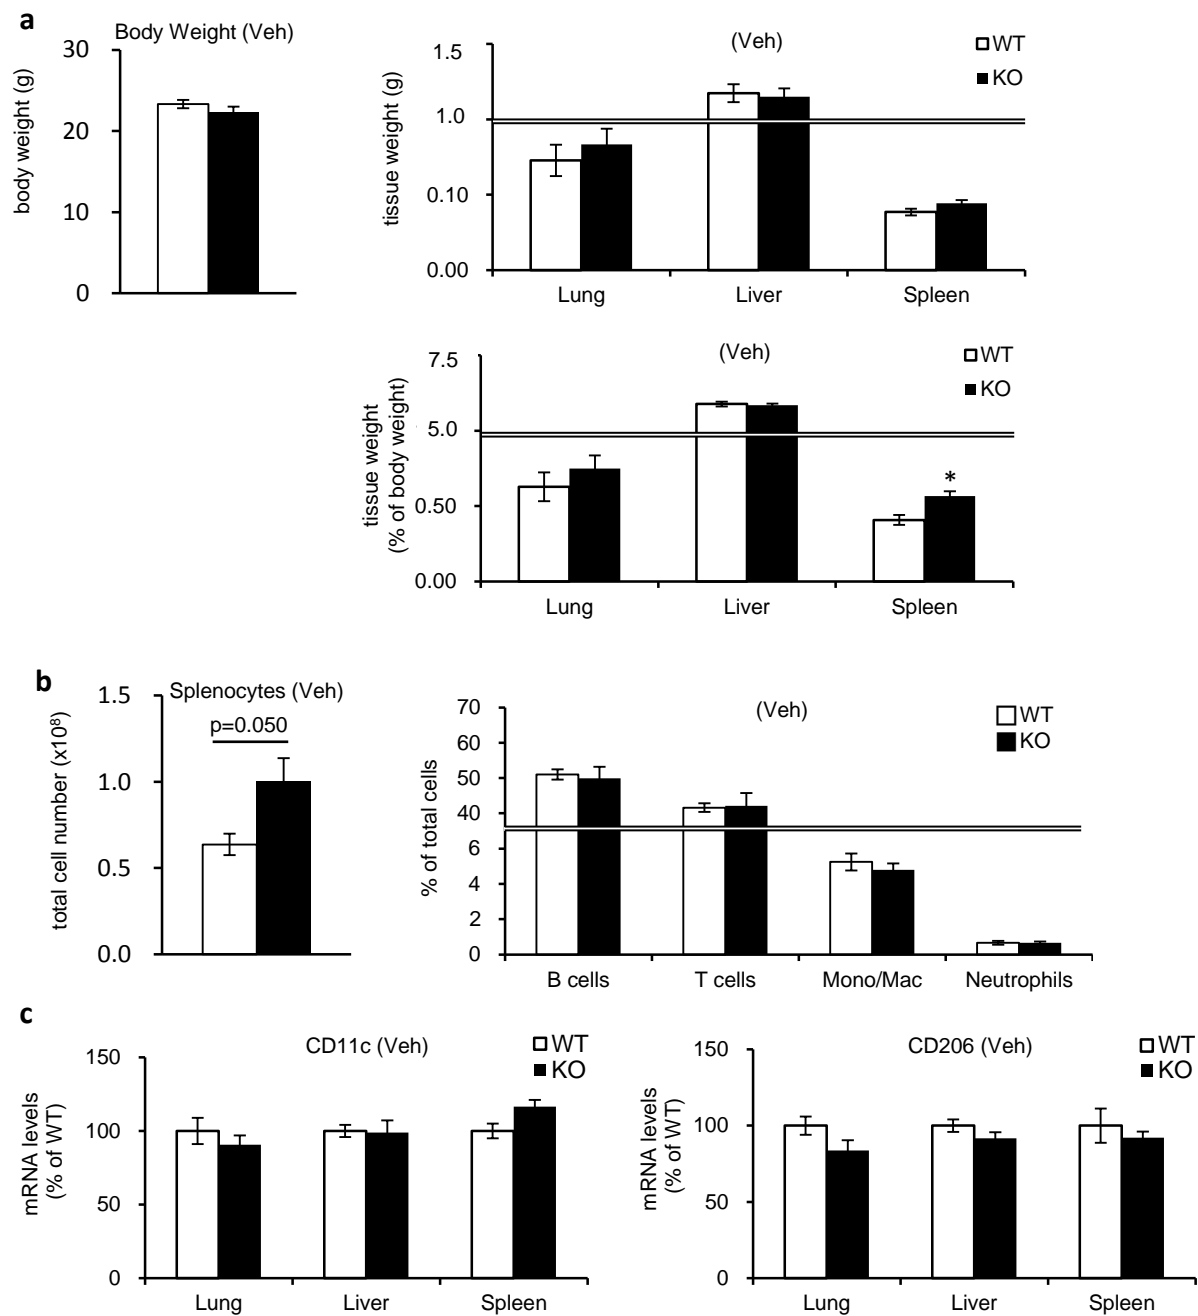 a
Body Weight (Veh)
30
20
10
0
body weight (g)
(Veh)
WT
KO
1.5
1.0
0.10
0.00
tissue weight (g)
Lung Liver Spleen
(Veh)
WT
KO
7.5
5.0
0.50
0.00
tissue weight
(% of body weight)
*
Lung Liver Spleen
b
Splenocytes (Veh)
p=0.050
1.5
1.0
0.5
0.0
total cell number (x10⁸)
(Veh)
WT
KO
70
60
50
40
6
4
2
0
% of total cells
B cells T cells Mono/Mac Neutrophils
c
CD11c (Veh)
WT
KO
150
100
50
0
mRNA levels
(% of WT)
Lung Liver Spleen
CD206 (Veh)
WT
KO
150
100
50
0
mRNA levels
(% of WT)
Lung Liver Spleen